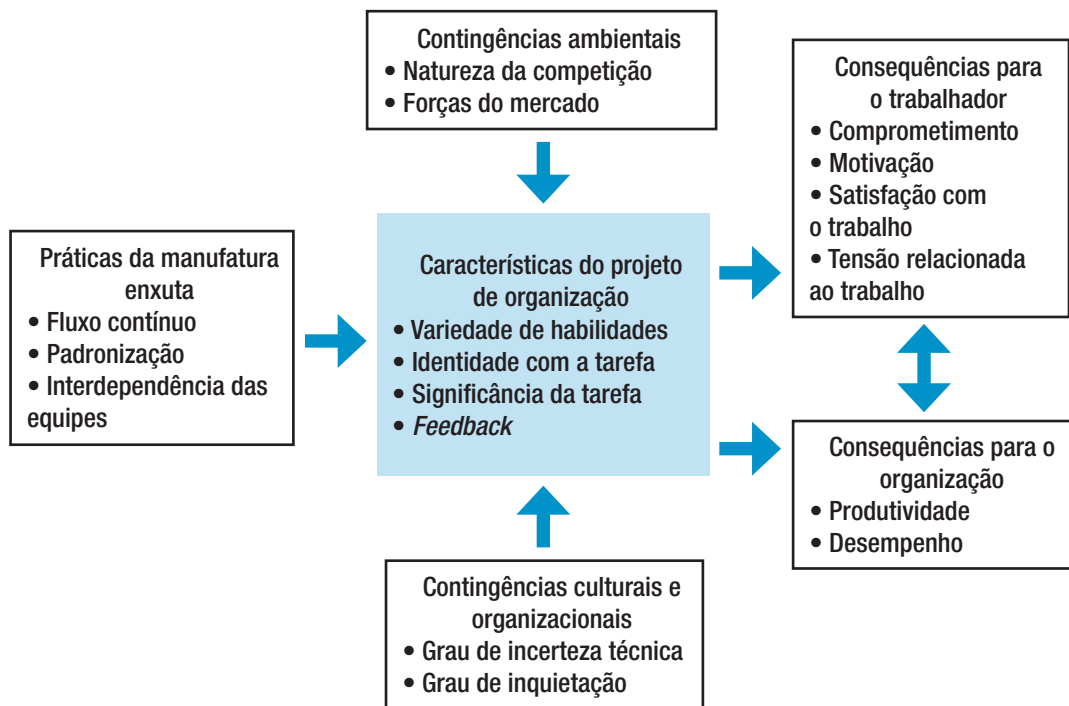 Contingências ambientais
• Natureza da competição
• Forças do mercado
Consequências para
o trabalhador
• Comprometimento
• Motivação
• Satisfação com
o trabalho
• Tensão relacionada
ao trabalho
Práticas da manufatura
enxuta
• Fluxo contínuo
• Padronização
• Interdependência das
equipes
Características do projeto
de organização
• Variedade de habilidades
• Identidade com a tarefa
• Significância da tarefa
• Feedback
Consequências para o
organização
• Produtividade
• Desempenho
Contingências culturais e
organizacionais
• Grau de incerteza técnica
• Grau de inquietação